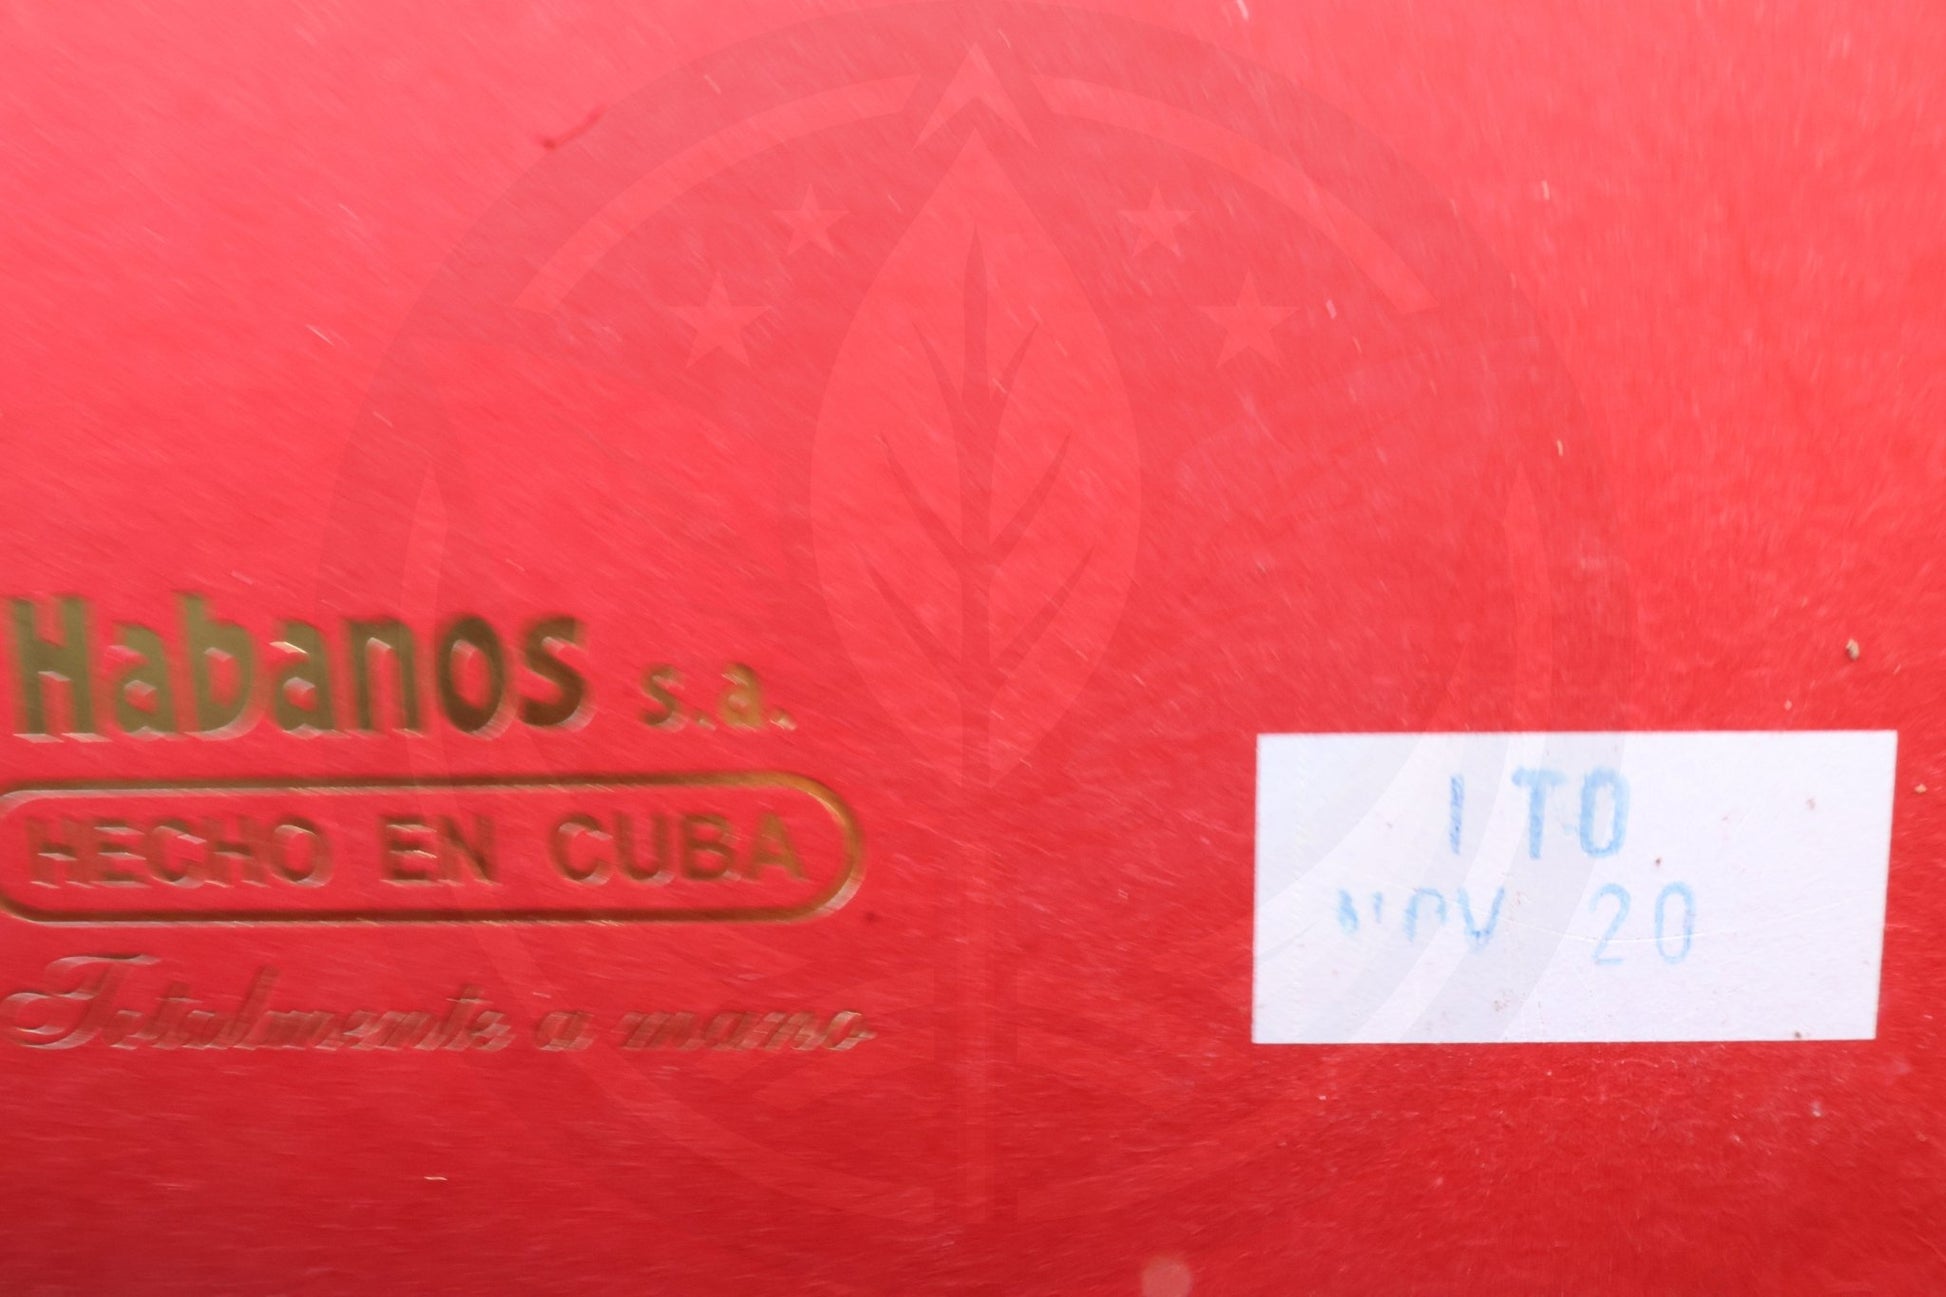 Habanos s.a.
HECHO EN CUBA
Totalmente a mano
ITO
NOV 20